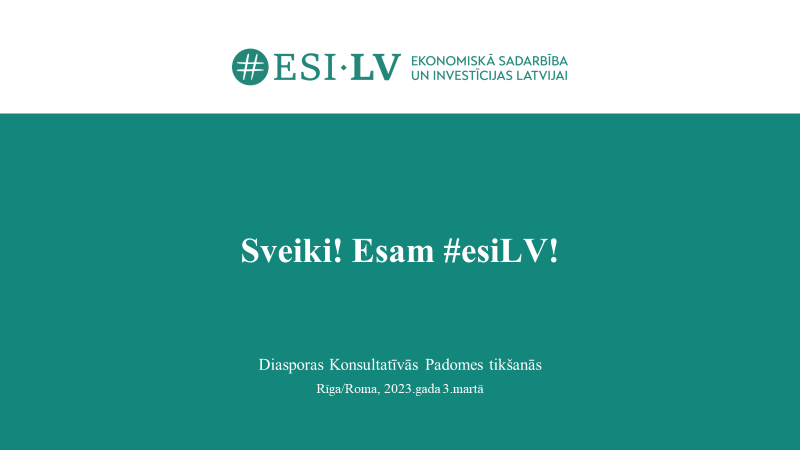 #ESI·LV
EKONOMISKĀ SADARBĪBA
UN INVESTĪCIJAS LATVIJAI
Sveiki! Esam #esiLV!
Diasporas Konsultatīvās Padomes tikšanās
Rīga/Roma, 2023.gada 3.martā